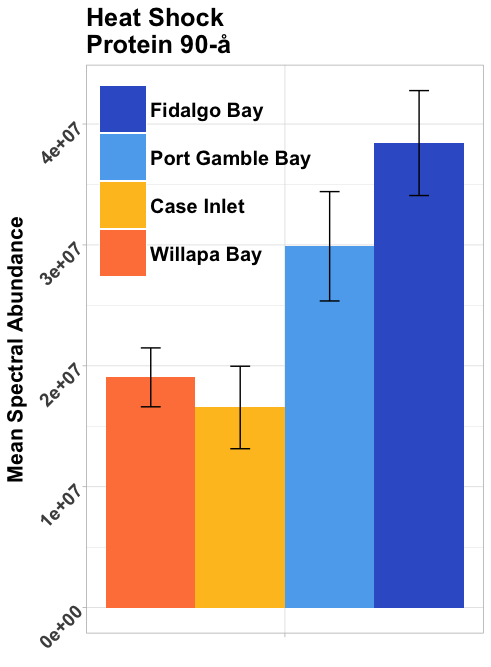 Heat Shock
Protein 90-å
Fidalgo Bay
Port Gamble Bay
Case Inlet
Willapa Bay
Mean Spectral Abundance
4e+07
3e+07
2e+07
1e+07
0e+00